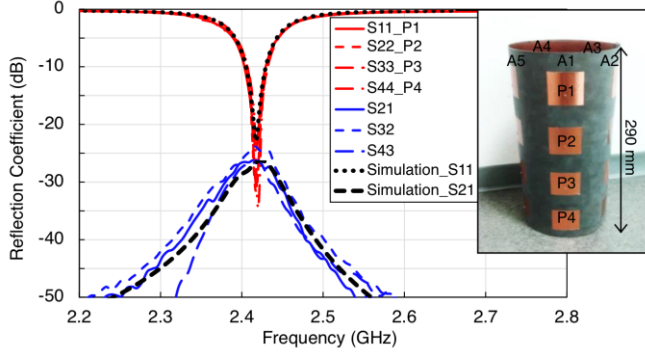 Reflection Coefficient (dB)
0
-10
-20
-30
-40
-50
2.2
2.3
2.4
2.5
2.6
2.7
2.8
Frequency (GHz)
S11_P1
S22_P2
S33_P3
S44_P4
S21
S32
S43
Simulation_S11
Simulation_S21
A4
A3
A5
A1
A2
P1
P2
P3
P4
290 mm